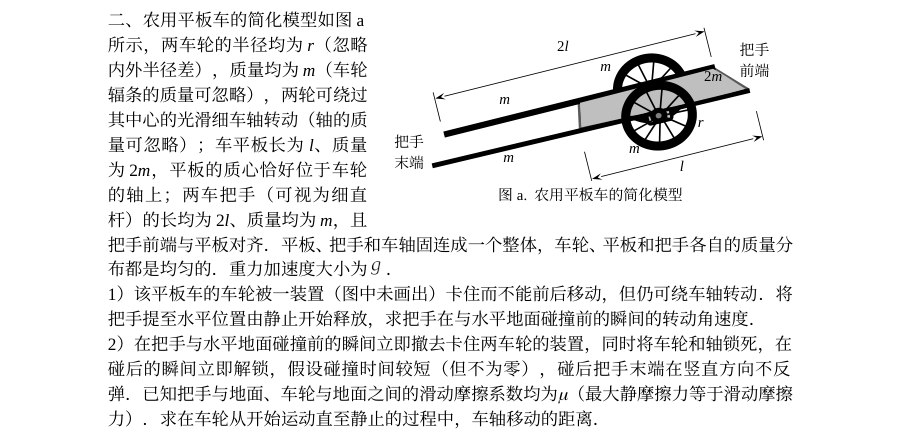 二、农用平板车的简化模型如图 a
所示，两车轮的半径均为 r（忽略
内外半径差），质量均为 m（车轮
辐条的质量可忽略），两轮可绕过
其中心的光滑细车轴转动（轴的质
量可忽略）；车平板长为 l、质量
为 2m，平板的质心恰好位于车轮
的轴上；两车把手（可视为细直
杆）的长均为 2l、质量均为 m，且
2l
m
把手
前端
2m
m
r
把手
末端
m
m
l
图 a. 农用平板车的简化模型
把手前端与平板对齐．平板、把手和车轴固连成一个整体，车轮、平板和把手各自的质量分
布都是均匀的．重力加速度大小为 g．
1）该平板车的车轮被一装置（图中未画出）卡住而不能前后移动，但仍可绕车轴转动．将
把手提至水平位置由静止开始释放，求把手在与水平地面碰撞前的瞬间的转动角速度．
2）在把手与水平地面碰撞前的瞬间立即撤去卡住两车轮的装置，同时将车轮和轴锁死，在
碰后的瞬间立即解锁，假设碰撞时间较短（但不为零），碰后把手末端在竖直方向不反
弹．已知把手与地面、车轮与地面之间的滑动摩擦系数均为μ（最大静摩擦力等于滑动摩擦
力）．求在车轮从开始运动直至静止的过程中，车轴移动的距离．